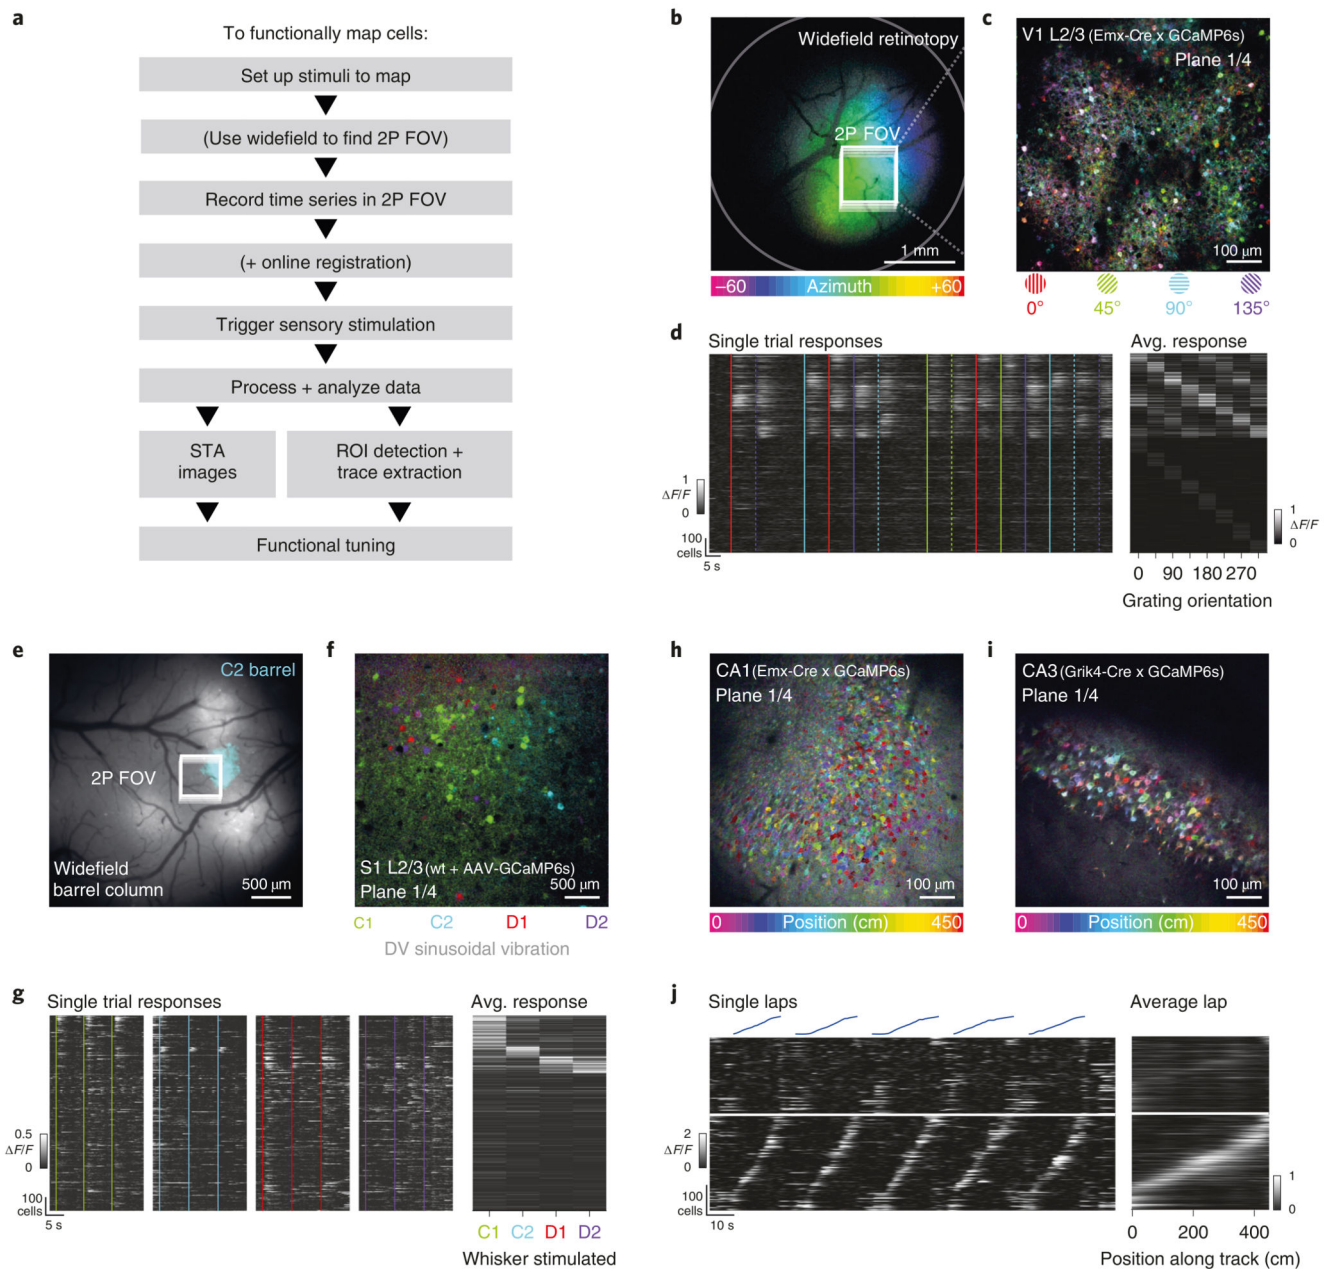 a
To functionally map cells:
Set up stimuli to map
(Use widefield to find 2P FOV)
Record time series in 2P FOV
(+ online registration)
Trigger sensory stimulation
Process + analyze data
STA
images
ROI detection +
trace extraction
Functional tuning
b
Widefield retinotopy
2P FOV
1 mm
–60 Azimuth +60
c
V1 L2/3 (Emx-Cre x GCaMP6s)
Plane 1/4
100 µm
0° 45° 90° 135°
d
Single trial responses
Avg. response
1
ΔF/F
0
100
cells
5 s
1
ΔF/F
0
0 90 180 270
Grating orientation
e
C2 barrel
2P FOV
Widefield
barrel column
500 µm
f
S1 L2/3 (wt + AAV-GCaMP6s)
Plane 1/4
500 µm
C1 C2 D1 D2
DV sinusoidal vibration
g
Single trial responses
Avg. response
0.5
ΔF/F
0
100
cells
5 s
C1 C2 D1 D2
Whisker stimulated
h
CA1 (Emx-Cre x GCaMP6s)
Plane 1/4
100 µm
0 Position (cm) 450
i
CA3 (Grik4-Cre x GCaMP6s)
Plane 1/4
100 µm
0 Position (cm) 450
j
Single laps
Average lap
2
ΔF/F
0
100
cells
10 s
1
0
0 200 400
Position along track (cm)